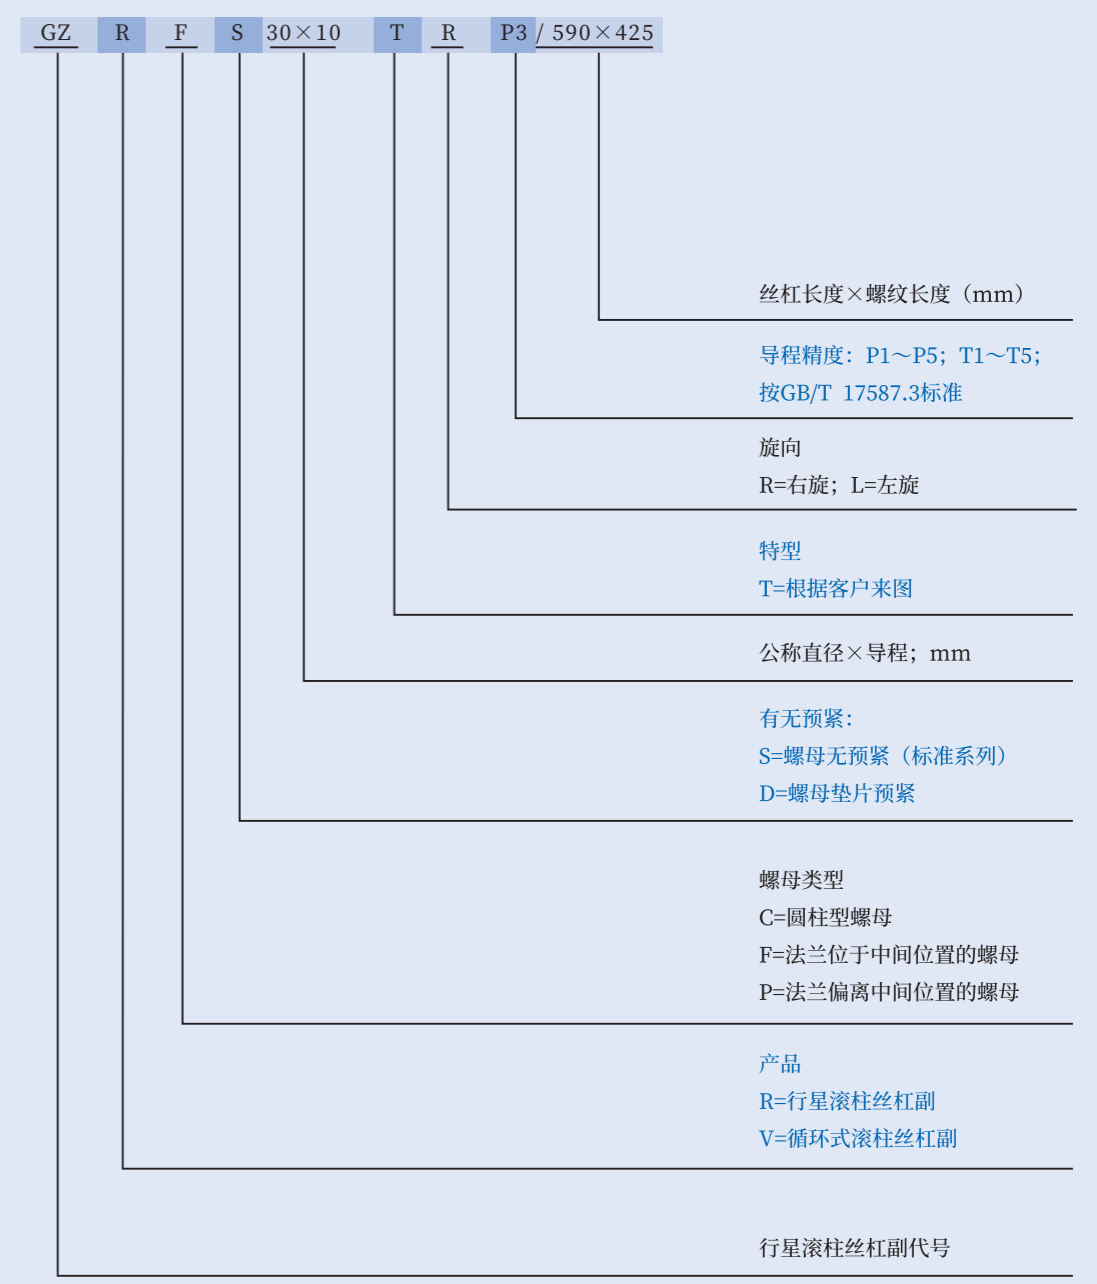 GZ R F S 30×10 T R P3 / 590×425
丝杠长度×螺纹长度（mm）
导程精度：P1～P5；T1～T5；
按GB/T 17587.3标准
旋向
R=右旋；L=左旋
特型
T=根据客户来图
公称直径×导程；mm
有无预紧：
S=螺母无预紧（标准系列）
D=螺母垫片预紧
螺母类型
C=圆柱型螺母
F=法兰位于中间位置的螺母
P=法兰偏离中间位置的螺母
产品
R=行星滚柱丝杠副
V=循环式滚柱丝杠副
行星滚柱丝杠副代号